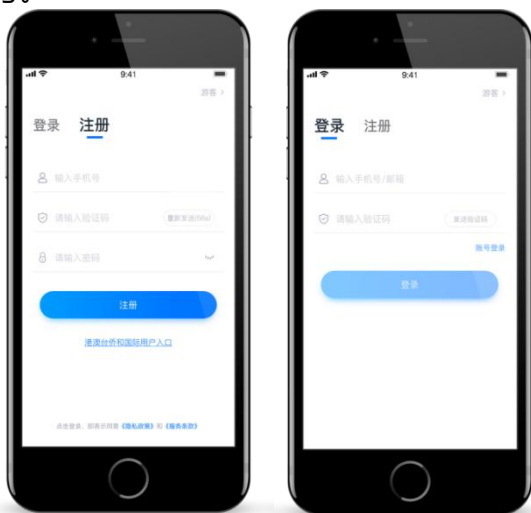 9:41
游客 >
登录 注册
输入手机号
请输入验证码 重新发送(56s)
请输入密码
注册
港澳台侨和国际用户入口
点击登录，即表示同意《隐私政策》和《服务条款》
9:41
游客 >
登录 注册
输入手机号/邮箱
请输入验证码 发送验证码
账号登录
登录